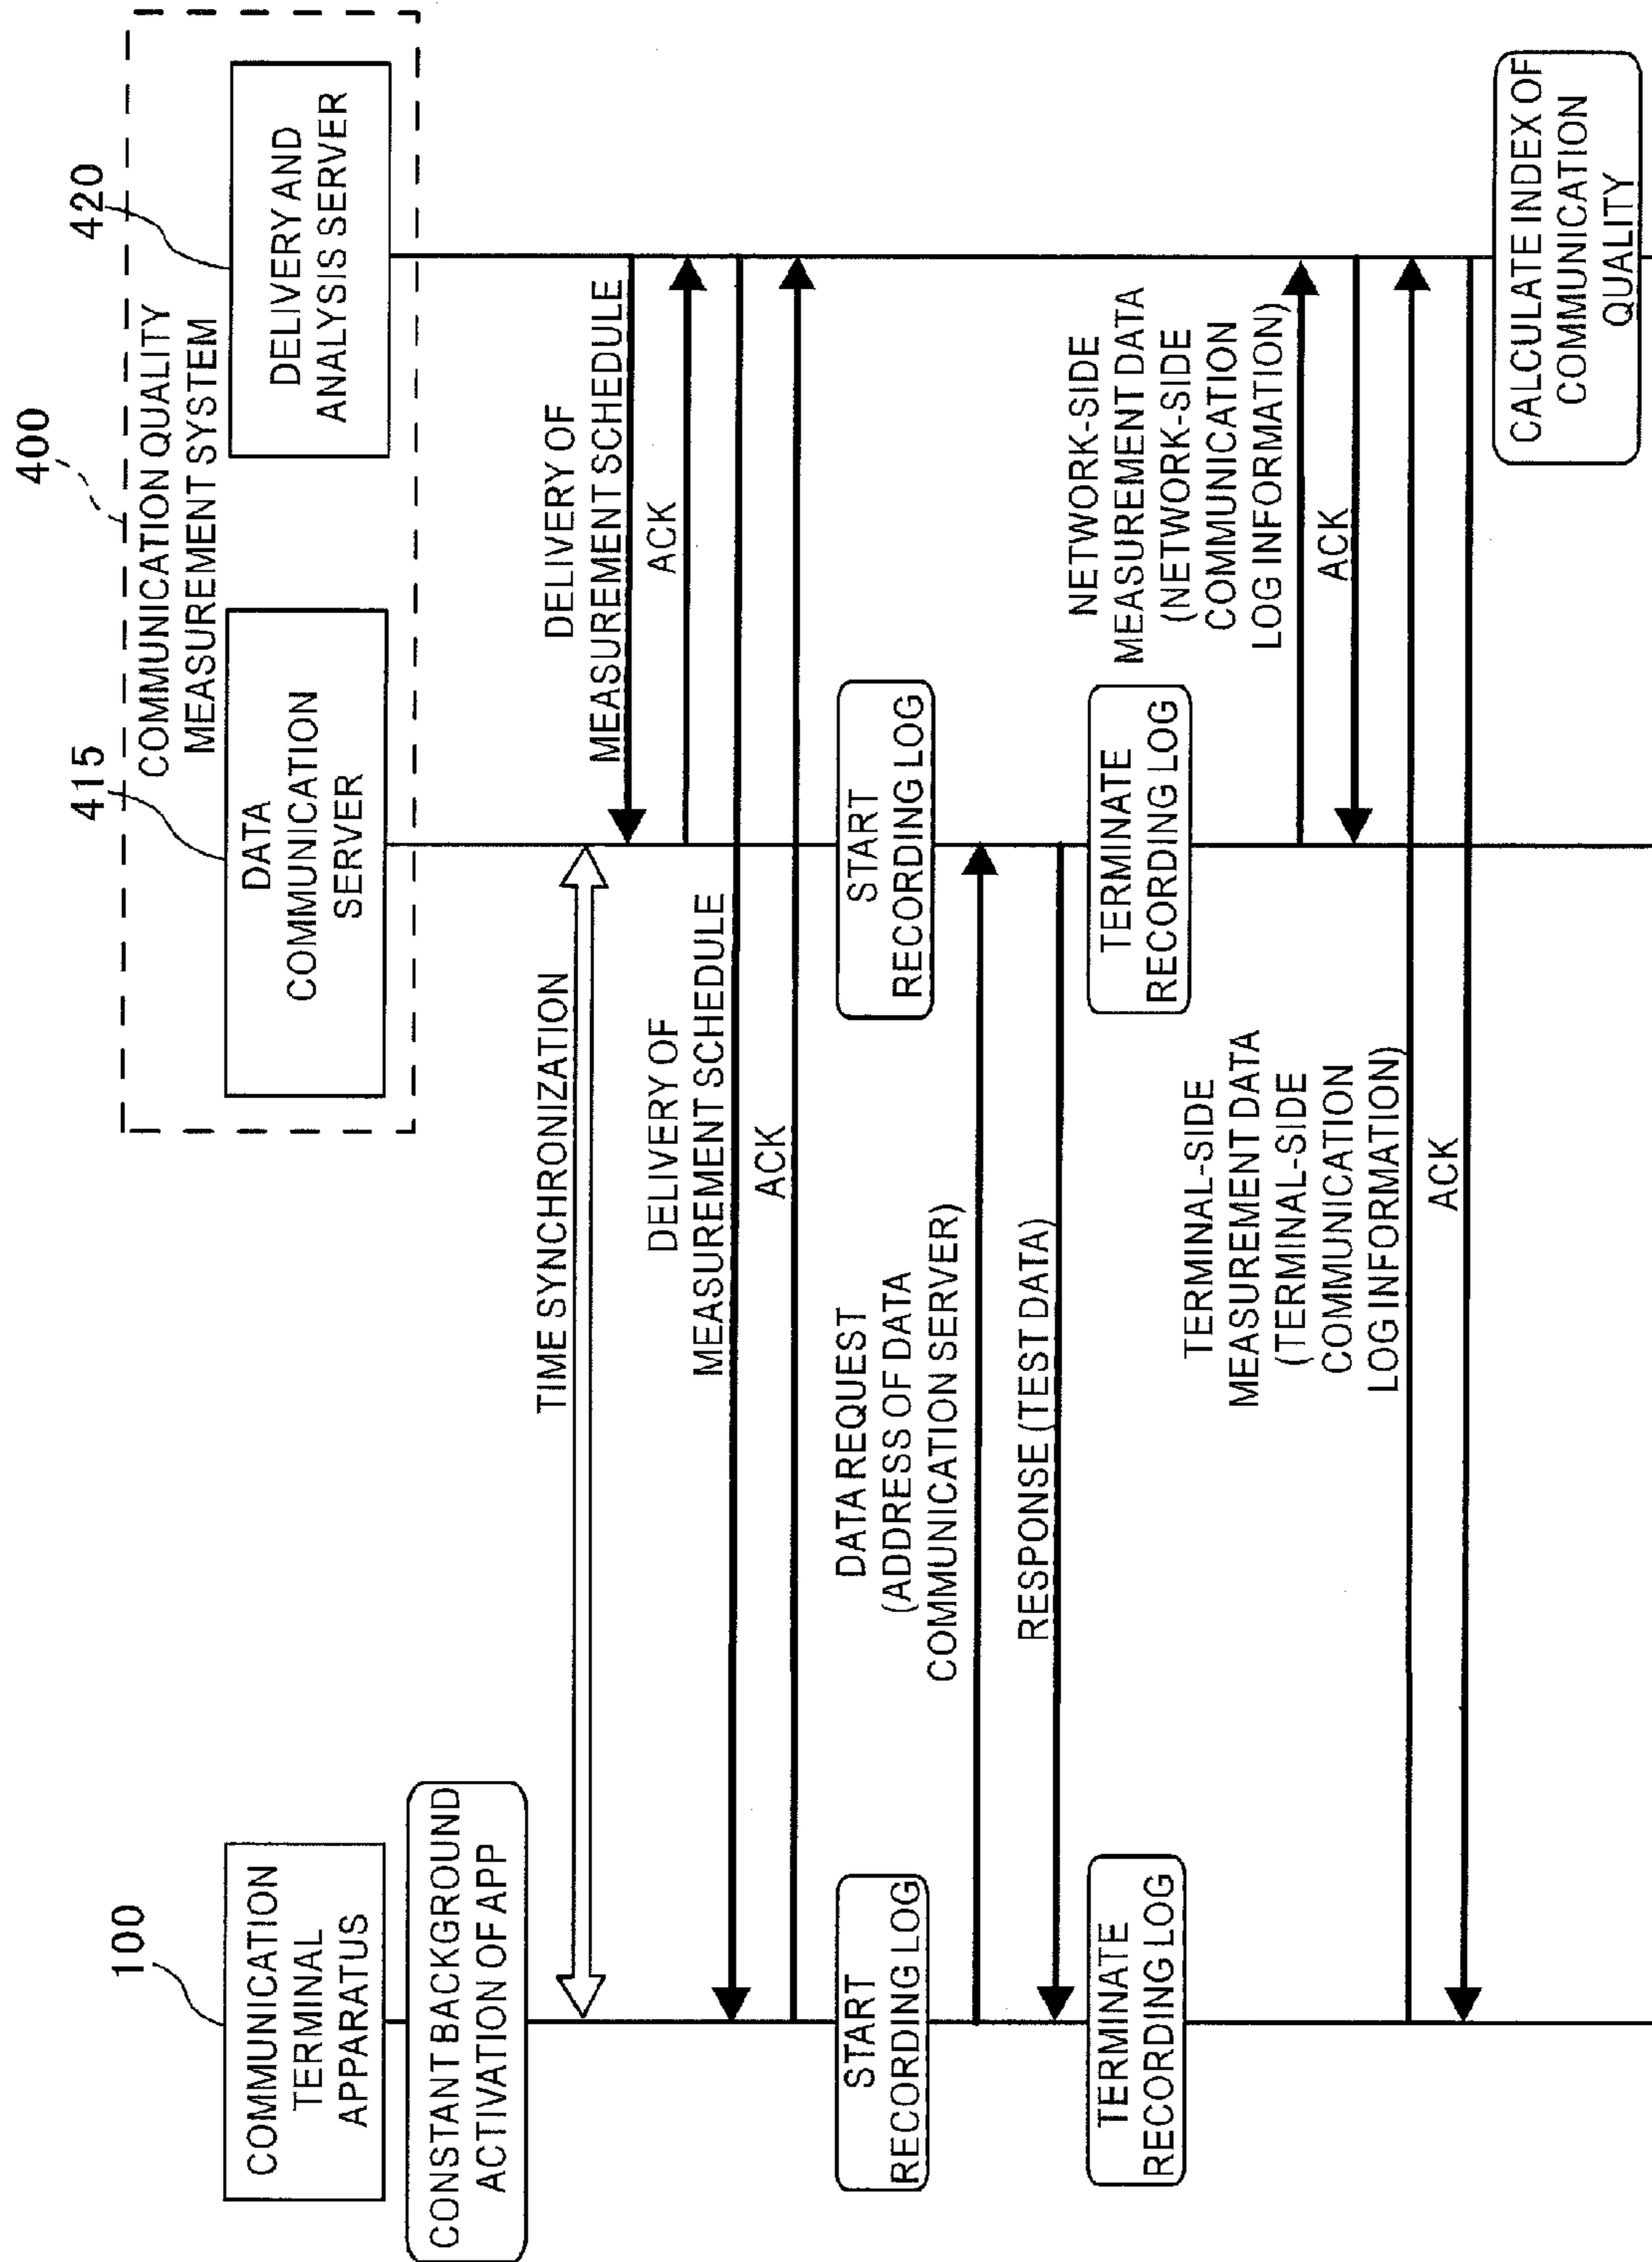 400
COMMUNICATION QUALITY
MEASUREMENT SYSTEM
100
415
420
COMMUNICATION
TERMINAL
APPARATUS
DATA
COMMUNICATION
SERVER
DELIVERY AND
ANALYSIS SERVER
CONSTANT BACKGROUND
ACTIVATION OF APP
TIME SYNCHRONIZATION
DELIVERY OF
MEASUREMENT SCHEDULE
ACK
DELIVERY OF
MEASUREMENT SCHEDULE
ACK
START
RECORDING LOG
START
RECORDING LOG
DATA REQUEST
(ADDRESS OF DATA
COMMUNICATION SERVER)
RESPONSE (TEST DATA)
TERMINATE
RECORDING LOG
TERMINATE
RECORDING LOG
NETWORK-SIDE
MEASUREMENT DATA
(NETWORK-SIDE
COMMUNICATION
LOG INFORMATION)
ACK
TERMINAL-SIDE
MEASUREMENT DATA
(TERMINAL-SIDE
COMMUNICATION
LOG INFORMATION)
ACK
CALCULATE INDEX OF
COMMUNICATION
QUALITY